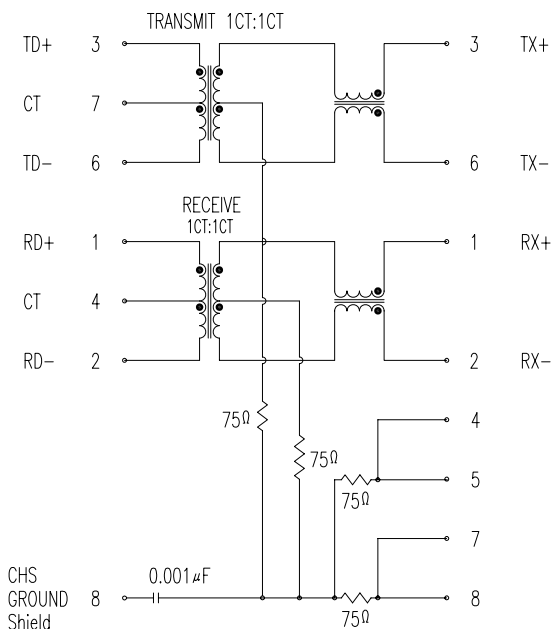 TRANSMIT 1CT:1CT
TD+ 3 3 TX+
CT 7
TD- 6 6 TX-
RECEIVE
1CT:1CT
RD+ 1 1 RX+
CT 4
RD- 2 2 RX-
75Ω
4
75Ω
5
75Ω
7
CHS
GROUND
Shield
8
0.001μF
8
75Ω